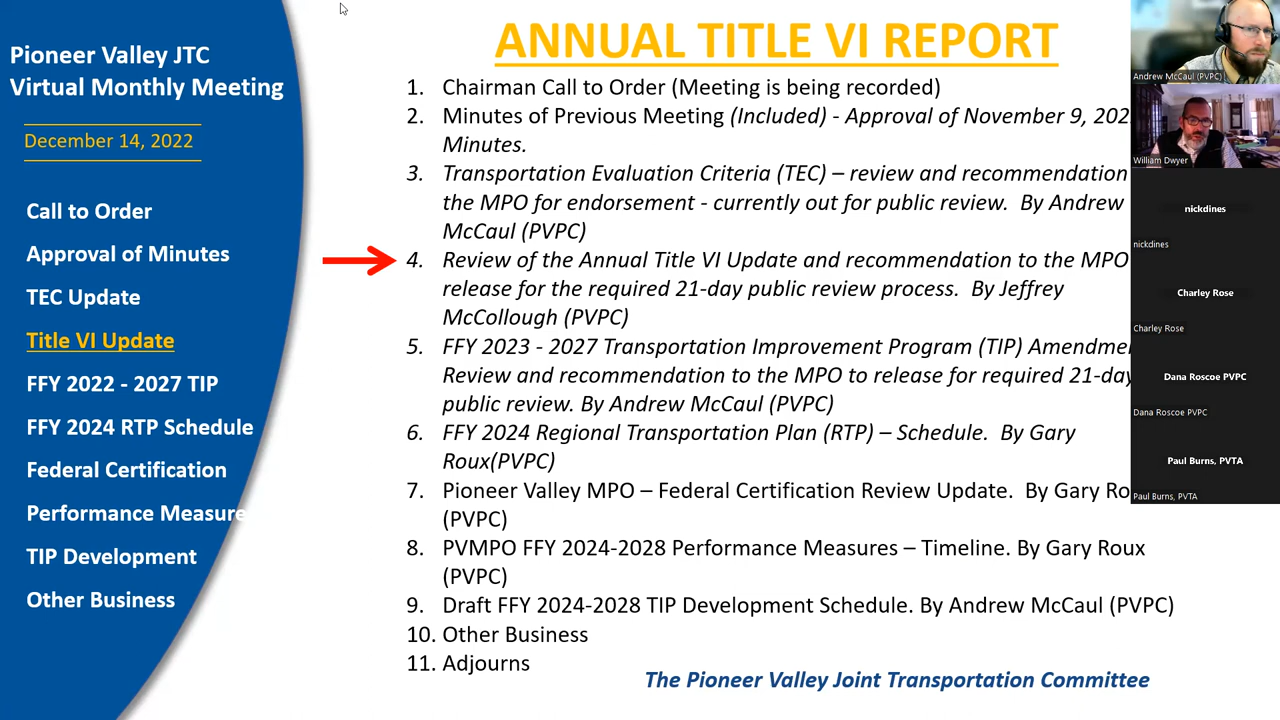 Pioneer Valley JTC
Virtual Monthly Meeting
December 14, 2022
Call to Order
Approval of Minutes
TEC Update
Title VI Update
FFY 2022 - 2027 TIP
FFY 2024 RTP Schedule
Federal Certification
Performance Measure
TIP Development
Other Business
ANNUAL TITLE VI REPORT
1. Chairman Call to Order (Meeting is being recorded)
2. Minutes of Previous Meeting (Included) - Approval of November 9, 202
Minutes.
3. Transportation Evaluation Criteria (TEC) – review and recommendation
the MPO for endorsement - currently out for public review. By Andrew
McCaul (PVPC)
4. Review of the Annual Title VI Update and recommendation to the MPO
release for the required 21-day public review process. By Jeffrey
McCollough (PVPC)
5. FFY 2023 - 2027 Transportation Improvement Program (TIP) Amendme
Review and recommendation to the MPO to release for required 21-day
public review. By Andrew McCaul (PVPC)
6. FFY 2024 Regional Transportation Plan (RTP) – Schedule. By Gary
Roux(PVPC)
7. Pioneer Valley MPO – Federal Certification Review Update. By Gary Ro
(PVPC)
8. PVMPO FFY 2024-2028 Performance Measures – Timeline. By Gary Roux
(PVPC)
9. Draft FFY 2024-2028 TIP Development Schedule. By Andrew McCaul (PVPC)
10. Other Business
11. Adjourns
The Pioneer Valley Joint Transportation Committee
Andrew McCaul (PVPC)
William Dwyer
nickdines
nickdines
Charley Rose
Charley Rose
Dana Roscoe PVPC
Dana Roscoe PVPC
Paul Burns, PVTA
Paul Burns, PVTA